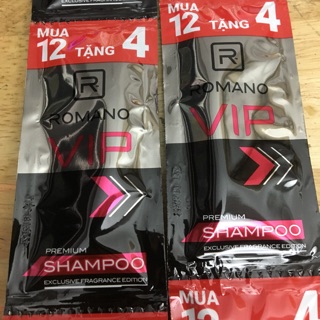 MUA
12 TẶNG 4
R
ROMANO
VIP
PREMIUM
SHAMPOO
EXCLUSIVE FRAGRANCE EDITION
MUA
12 TẶNG 4
R
ROMANO
VIP
PREMIUM
SHAMPOO
EXCLUSIVE FRAGRANCE EDITION
MUA
12 TẶNG 4